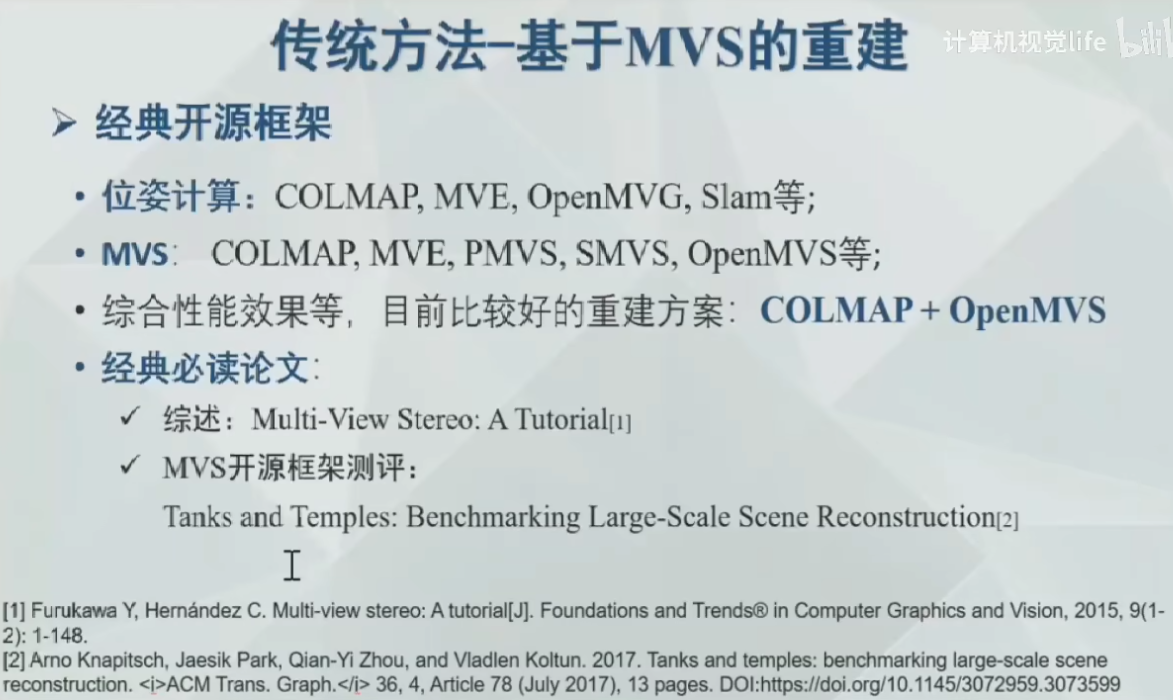 传统方法-基于MVS的重建
计算机视觉life
➢ 经典开源框架
• 位姿计算：COLMAP, MVE, OpenMVG, Slam等;
• MVS: COLMAP, MVE, PMVS, SMVS, OpenMVS等;
• 综合性能效果等，目前比较好的重建方案：COLMAP + OpenMVS
• 经典必读论文:
✓ 综述：Multi-View Stereo: A Tutorial[1]
✓ MVS开源框架测评：
Tanks and Temples: Benchmarking Large-Scale Scene Reconstruction[2]
[1] Furukawa Y, Hernández C. Multi-view stereo: A tutorial[J]. Foundations and Trends® in Computer Graphics and Vision, 2015, 9(1-
2): 1-148.
[2] Arno Knapitsch, Jaesik Park, Qian-Yi Zhou, and Vladlen Koltun. 2017. Tanks and temples: benchmarking large-scale scene
reconstruction. <i>ACM Trans. Graph.</i> 36, 4, Article 78 (July 2017), 13 pages. DOI:https://doi.org/10.1145/3072959.3073599